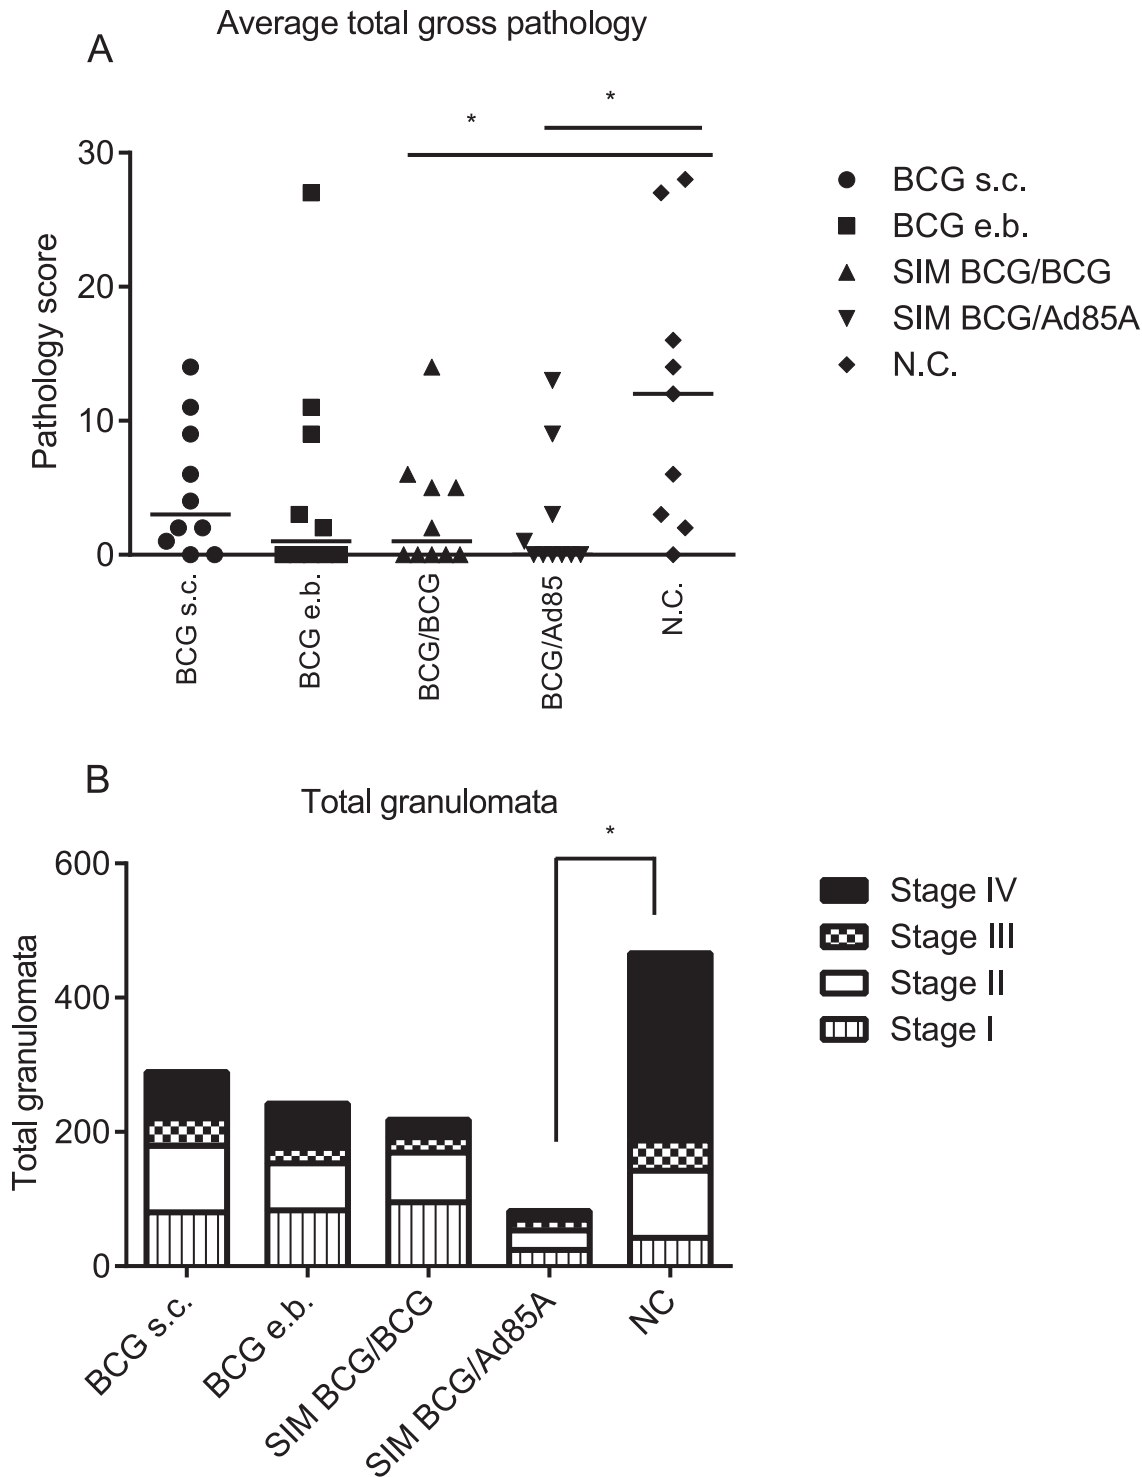 Average total gross pathology
A
*
*
30
20
10
0
Pathology score
BCG s.c.
BCG e.b.
SIM BCG/BCG
SIM BCG/Ad85A
N.C.
BCG s.c.
BCG e.b.
BCG/BCG
BCG/Ad85
N.C.
B
Total granulomata
*
600
400
200
0
Total granulomata
Stage IV
Stage III
Stage II
Stage I
BCG s.c.
BCG e.b.
SIM BCG/BCG
SIM BCG/Ad85A
NC